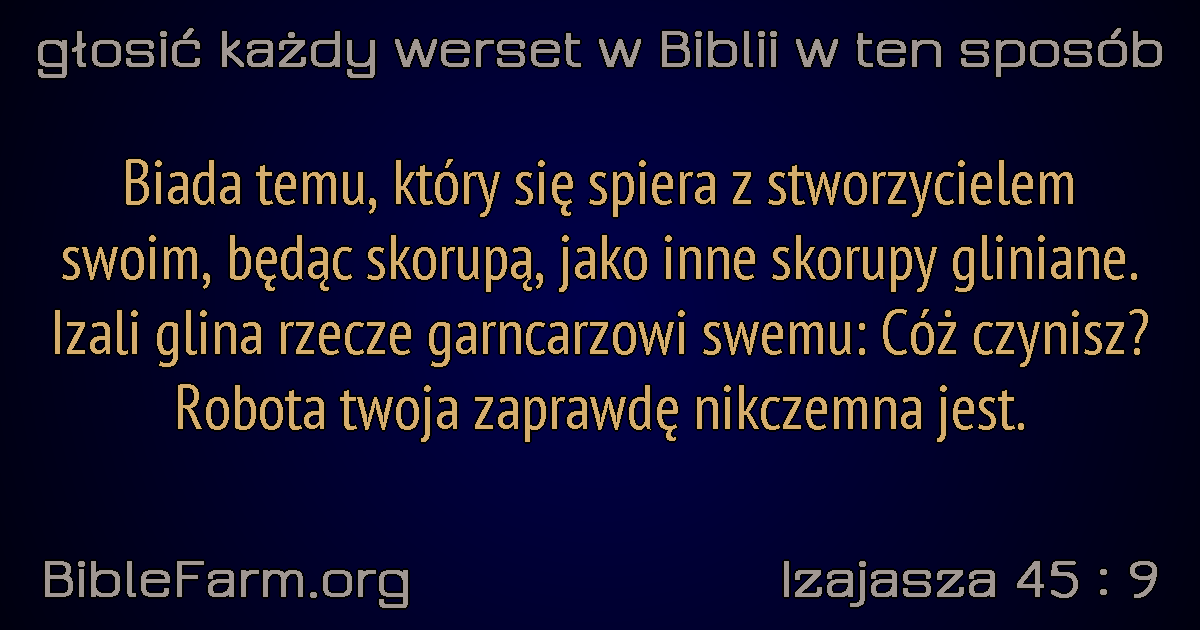 głosić każdy werset w Biblii w ten sposób
Biada temu, który się spiera z stworzycielem
swoim, będąc skorupą, jako inne skorupy gliniane.
Izali glina rzecze garncarzowi swemu: Cóż czynisz?
Robota twoja zaprawdę nikczemna jest.
BibleFarm.org
Izajasza 45 : 9